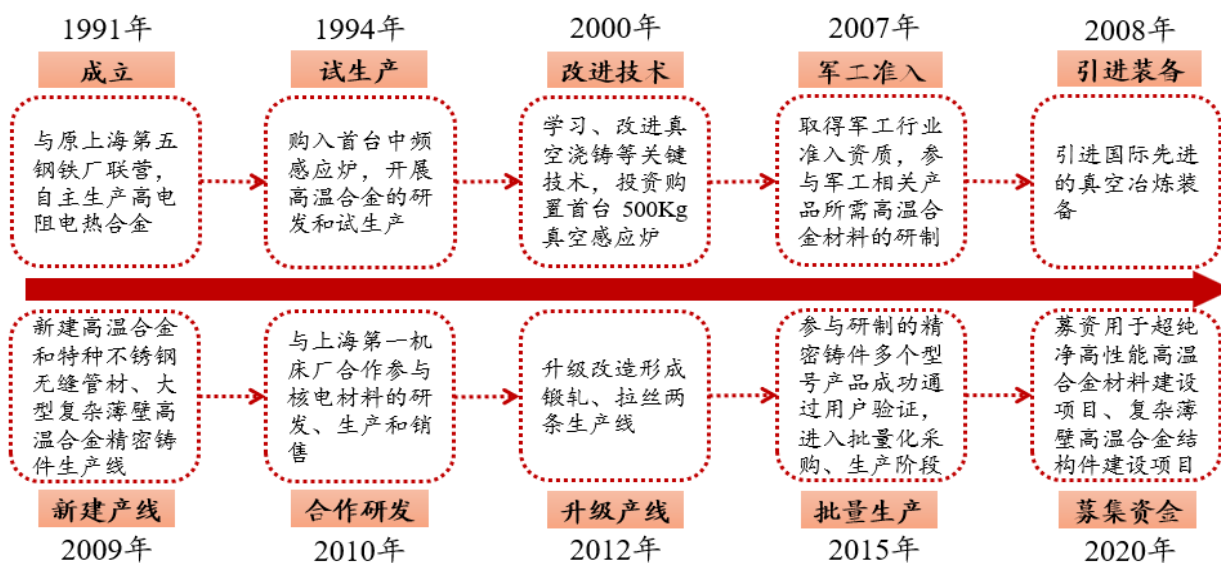 1991年
成立
与原上海第五
钢铁厂联营，
自主生产高电
阻电热合金
1994年
试生产
购入首台中频
感应炉，开展
高温合金的研
发和试生产
2000年
改进技术
学习、改进真
空浇铸等关键
技术，投资购
置首台 500Kg
真空感应炉
2007年
军工准入
取得军工行业
准入资质，参
与军工相关产
品所需高温合
金材料的研制
2008年
引进装备
引进国际先进
的真空冶炼装
备
新建高温合金
和特种不锈钢
无缝管材、大
型复杂薄壁高
温合金精密铸
件生产线
新建产线
2009年
与上海第一机
床厂合作参与
核电材料的研
发、生产和销
售
合作研发
2010年
升级改造形成
锻轧、拉丝两
条生产线
升级产线
2012年
参与研制的精
密铸件多个型
号产品成功通
过用户验证，
进入批量化采
购、生产阶段
批量生产
2015年
募资用于超纯
净高性能高温
合金材料建设
项目、复杂薄
壁高温合金结
构件建设项目
募集资金
2020年